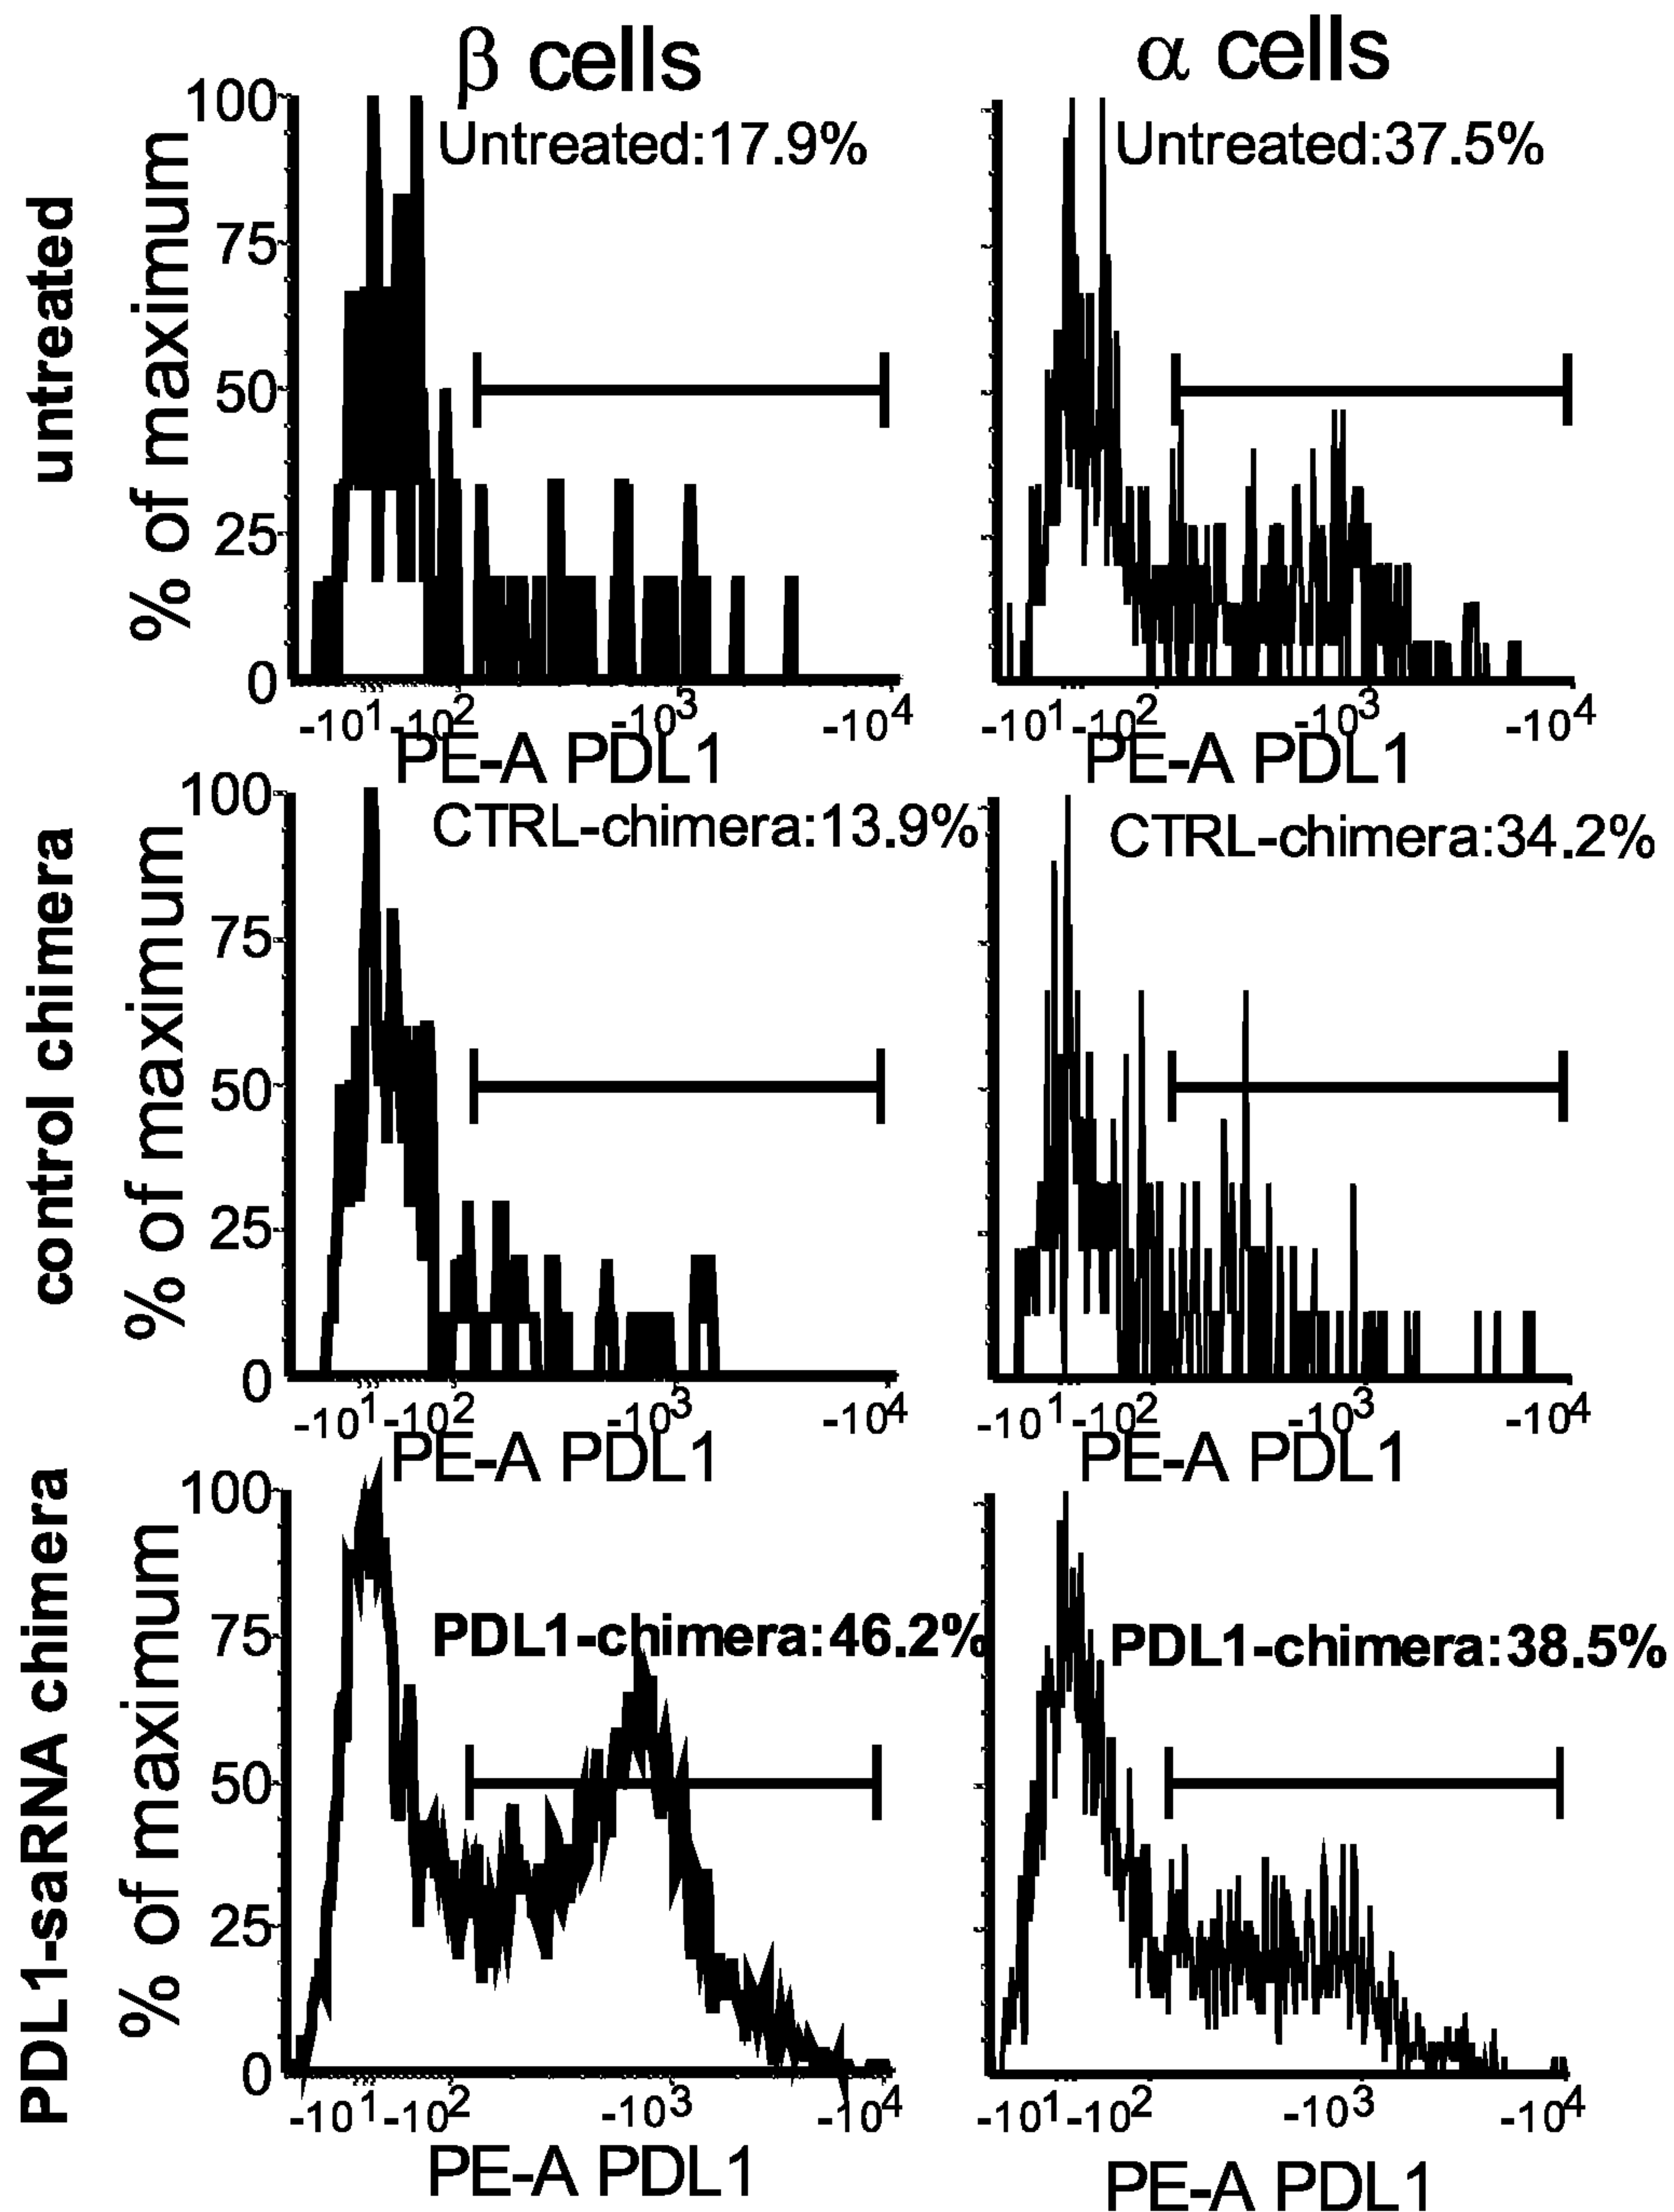 β cells
α cells
untreated
% of maximum
100
75
50
25
0
Untreated:17.9%
-10¹
-10²
-10³
-10⁴
PE-A PDL1
Untreated:37.5%
-10¹
-10²
-10³
-10⁴
PE-A PDL1
control chimera
% of maximum
100
75
50
25
0
CTRL-chimera:13.9%
-10¹
-10²
-10³
-10⁴
PE-A PDL1
CTRL-chimera:34.2%
-10¹
-10²
-10³
-10⁴
PE-A PDL1
PDL1-saRNA chimera
% of maximum
100
75
50
25
0
PDL1-chimera:46.2%
-10¹
-10²
-10³
-10⁴
PE-A PDL1
PDL1-chimera:38.5%
-10¹
-10²
-10³
-10⁴
PE-A PDL1